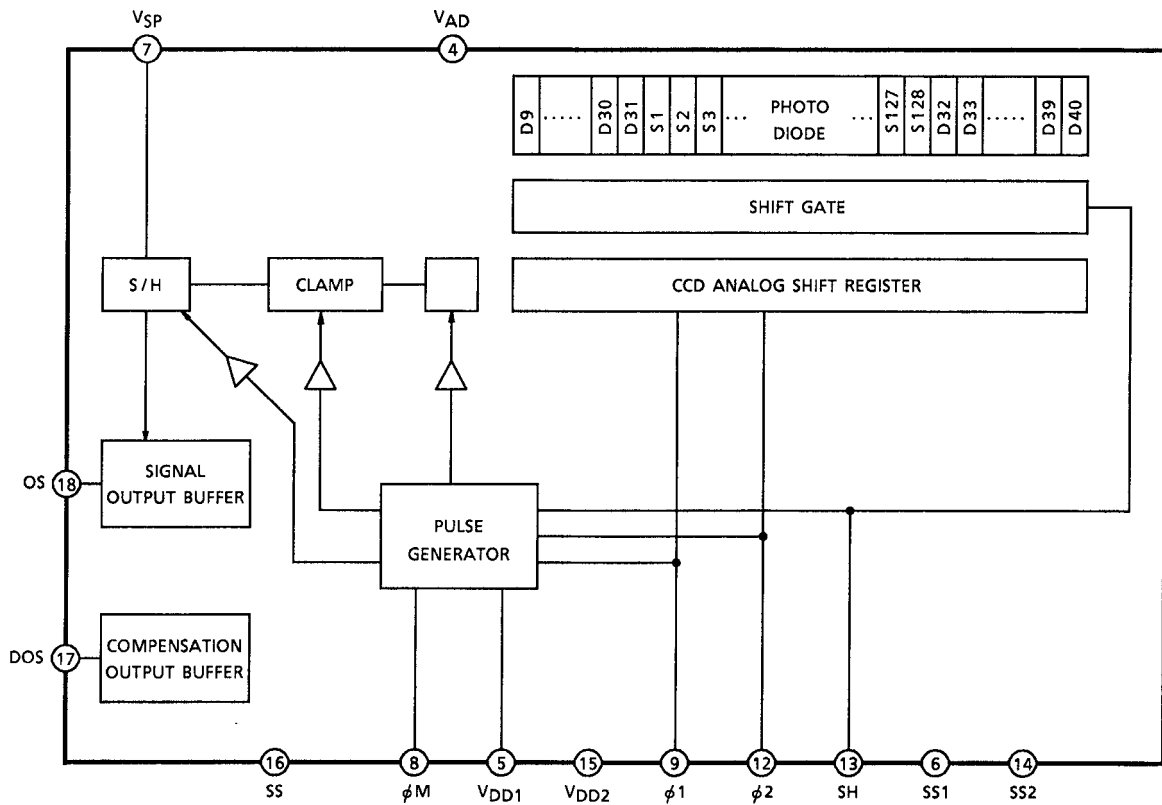 VSP
VAD
7
4
D9 ····· D30 D31 S1 S2 S3 ··· PHOTO DIODE ··· S127 S128 D32 D33 ····· D39 D40
SHIFT GATE
S/H
CLAMP
CCD ANALOG SHIFT REGISTER
OS
18
SIGNAL
OUTPUT BUFFER
PULSE
GENERATOR
DOS
17
COMPENSATION
OUTPUT BUFFER
16
8
5
15
9
12
13
6
14
SS
φM
VDD1
VDD2
φ1
φ2
SH
SS1
SS2